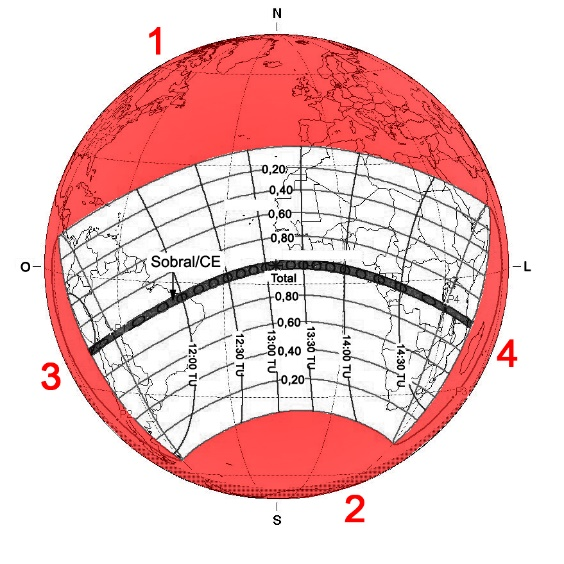 N
1
0,20
0,40
0,60
0,80
Sobral/CE
O
L
Total
0,80
0,60
0,40
0,20
12:00 TU
12:30 TU
13:00 TU
13:30 TU
14:00 TU
14:30 TU
3
4
2
S